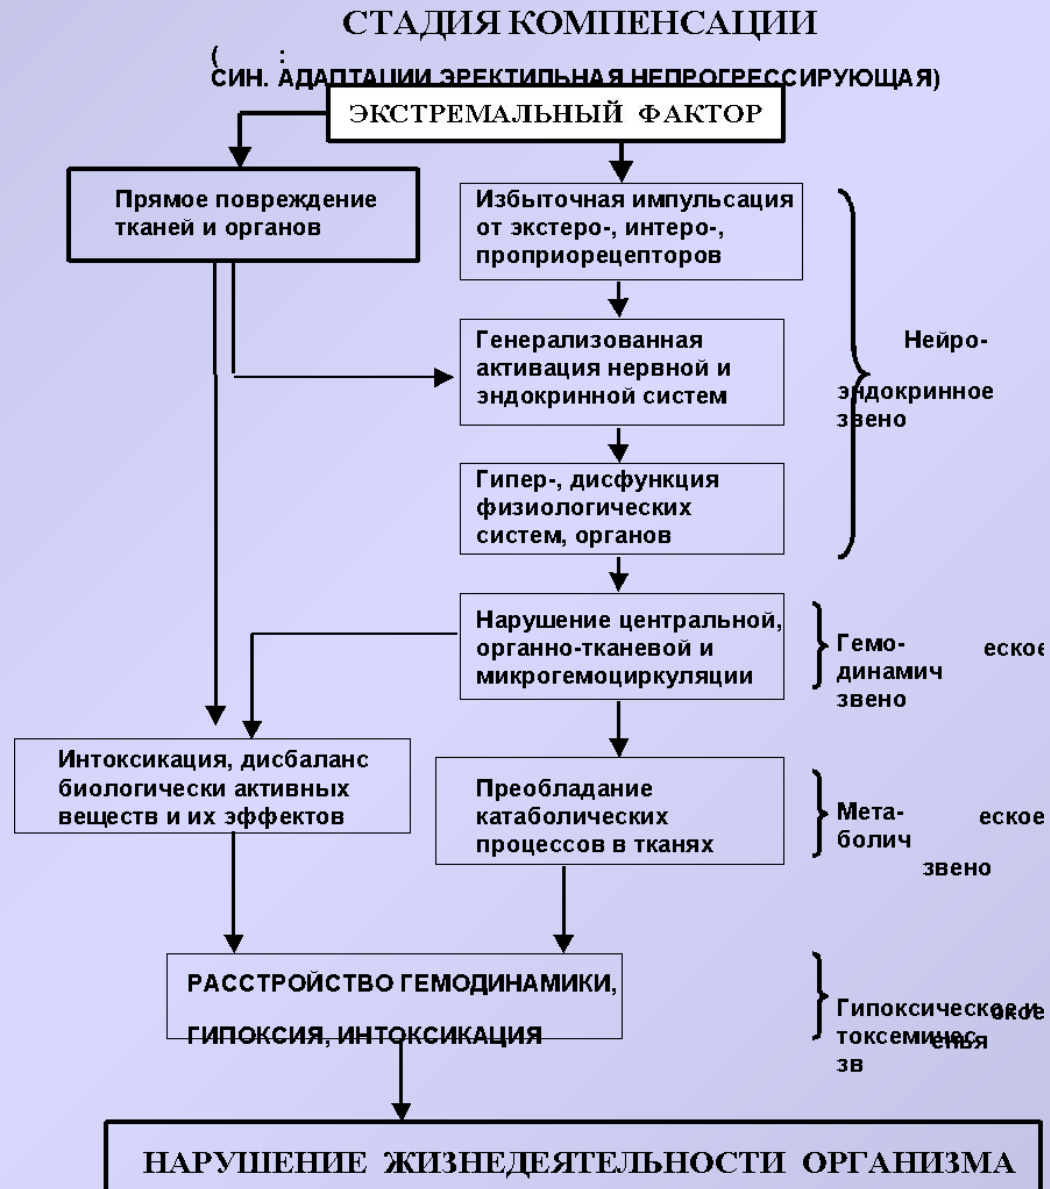 СТАДИЯ КОМПЕНСАЦИИ
( :
СИН. АДАПТАЦИИ ЭРЕКТИЛЬНАЯ НЕПРОГРЕССИРУЮЩАЯ)
ЭКСТРЕМАЛЬНЫЙ ФАКТОР
Прямое повреждение
тканей и органов
Избыточная импульсация
от экстеро-, интеро-,
проприорецепторов
Генерализованная
активация нервной и
эндокринной систем
Нейро-
эндокринное
звено
Гипер-, дисфункция
физиологических
систем, органов
Нарушение центральной,
органно-тканевой и
микрогемоциркуляции
Гемо- еское
динамич
звено
Интоксикация, дисбаланс
биологически активных
веществ и их эффектов
Преобладание
катаболических
процессов в тканях
Мета- еское
болич
звено
РАССТРОЙСТВО ГЕМОДИНАМИКИ,
ГИПОКСИЯ, ИНТОКСИКАЦИЯ
Гипоксическое и
токсемичес
зв
енья
НАРУШЕНИЕ ЖИЗНЕДЕЯТЕЛЬНОСТИ ОРГАНИЗМА